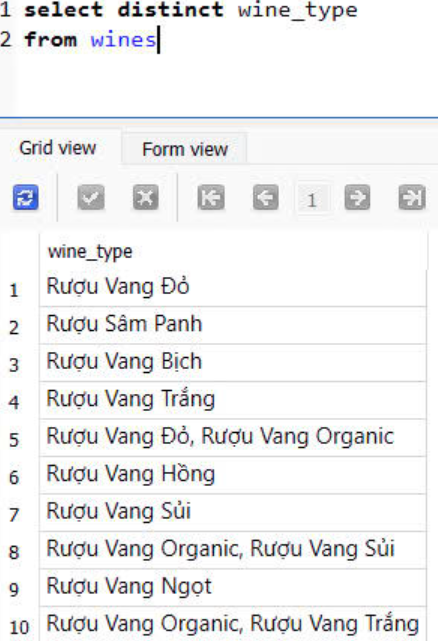 1 select distinct wine_type
2 from wines
Grid view Form view
1
wine_type
1 Rượu Vang Đỏ
2 Rượu Sâm Panh
3 Rượu Vang Bịch
4 Rượu Vang Trắng
5 Rượu Vang Đỏ, Rượu Vang Organic
6 Rượu Vang Hồng
7 Rượu Vang Sủi
8 Rượu Vang Organic, Rượu Vang Sủi
9 Rượu Vang Ngọt
10 Rượu Vang Organic, Rượu Vang Trắng